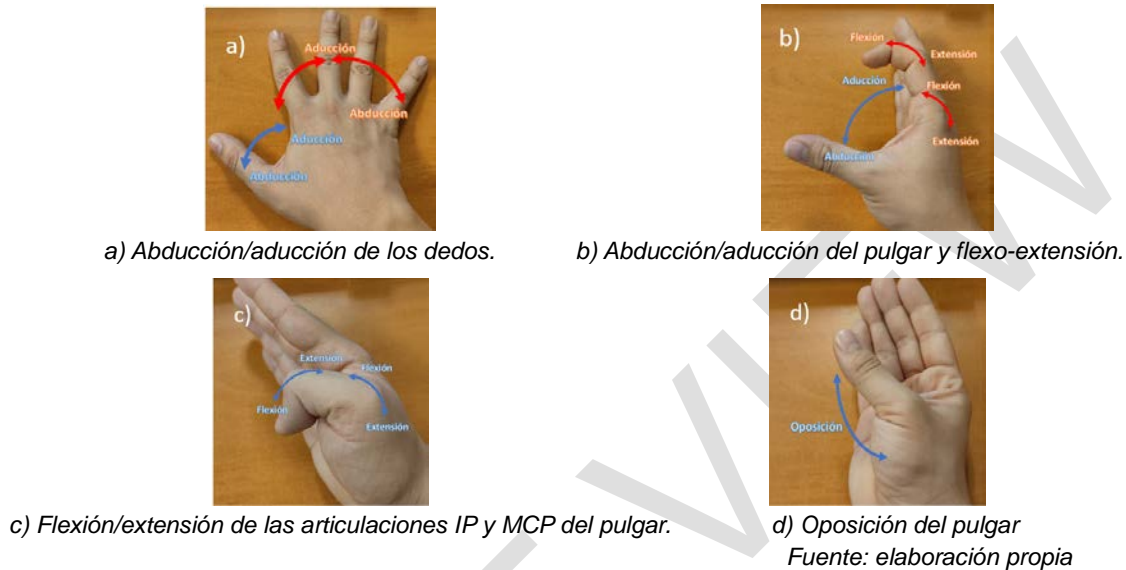 a)
Aducción
Abducción
Aducción
Abducción
b)
Flexión
Extensión
Aducción
Flexión
Abducción
Extensión
a) Abducción/aducción de los dedos.
b) Abducción/aducción del pulgar y flexo-extensión.
c)
Extensión
Flexión
Flexión
Extensión
d)
Oposición
c) Flexión/extensión de las articulaciones IP y MCP del pulgar.
d) Oposición del pulgar
Fuente: elaboración propia
VIEW